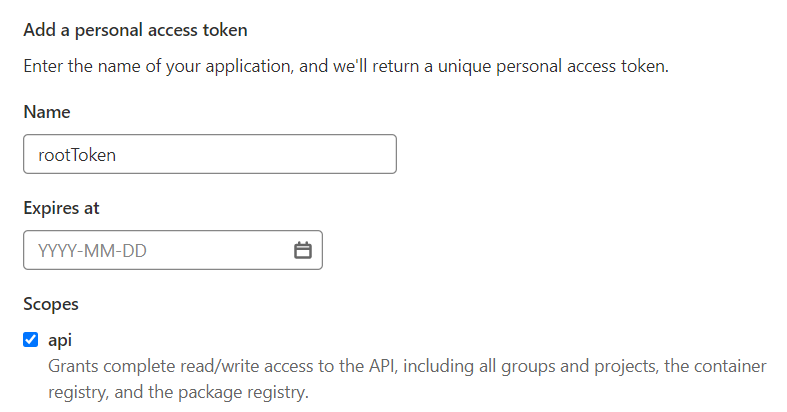 Add a personal access token
Enter the name of your application, and we'll return a unique personal access token.
Name
rootToken
Expires at
YYYY-MM-DD
Scopes
api
Grants complete read/write access to the API, including all groups and projects, the container
registry, and the package registry.